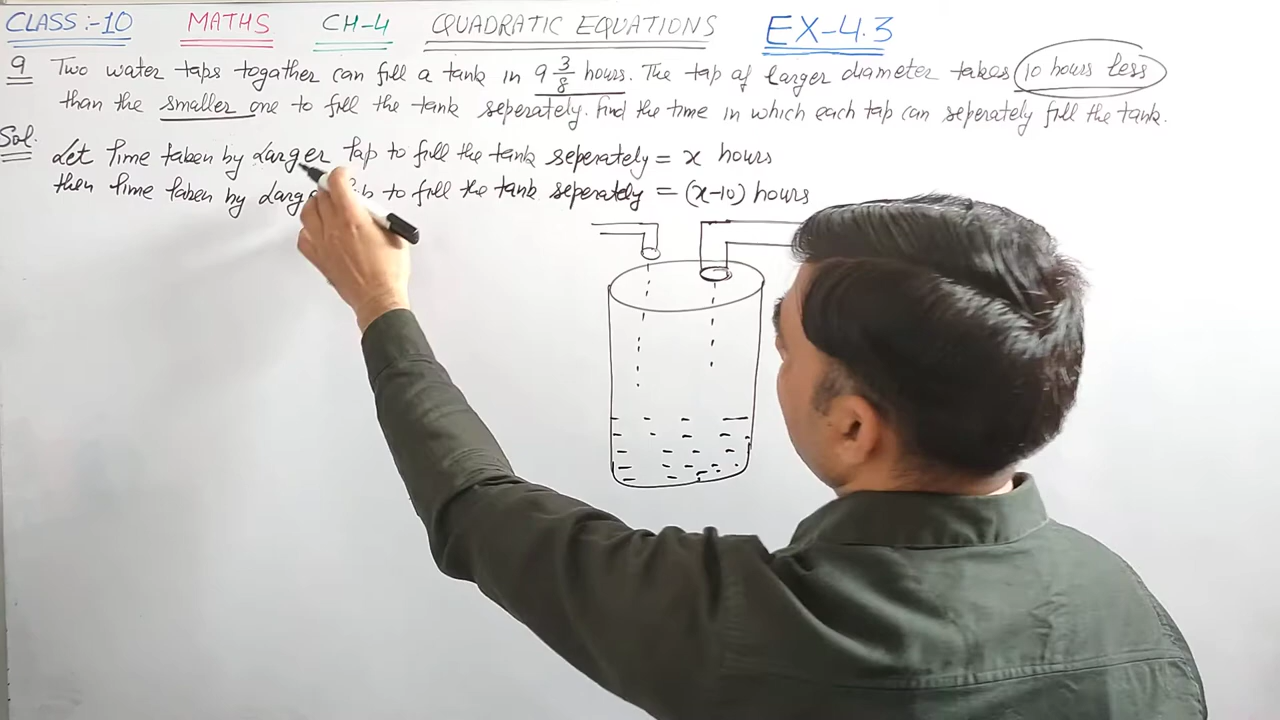 CLASS:-10 MATHS CH-4 QUADRATIC EQUATIONS EX-4.3
9 Two water taps togather can fill a tank in 9 3/8 hours. The tap of larger diameter takes 10 hours less
than the smaller one to fill the tank seperately. Find the time in which each tap can seperately fill the tank.
Sol.
Let Time taken by Larger Tap to fill the tank seperately = x hours
then Time taken by to fill the tank seperately = (x-10) hours